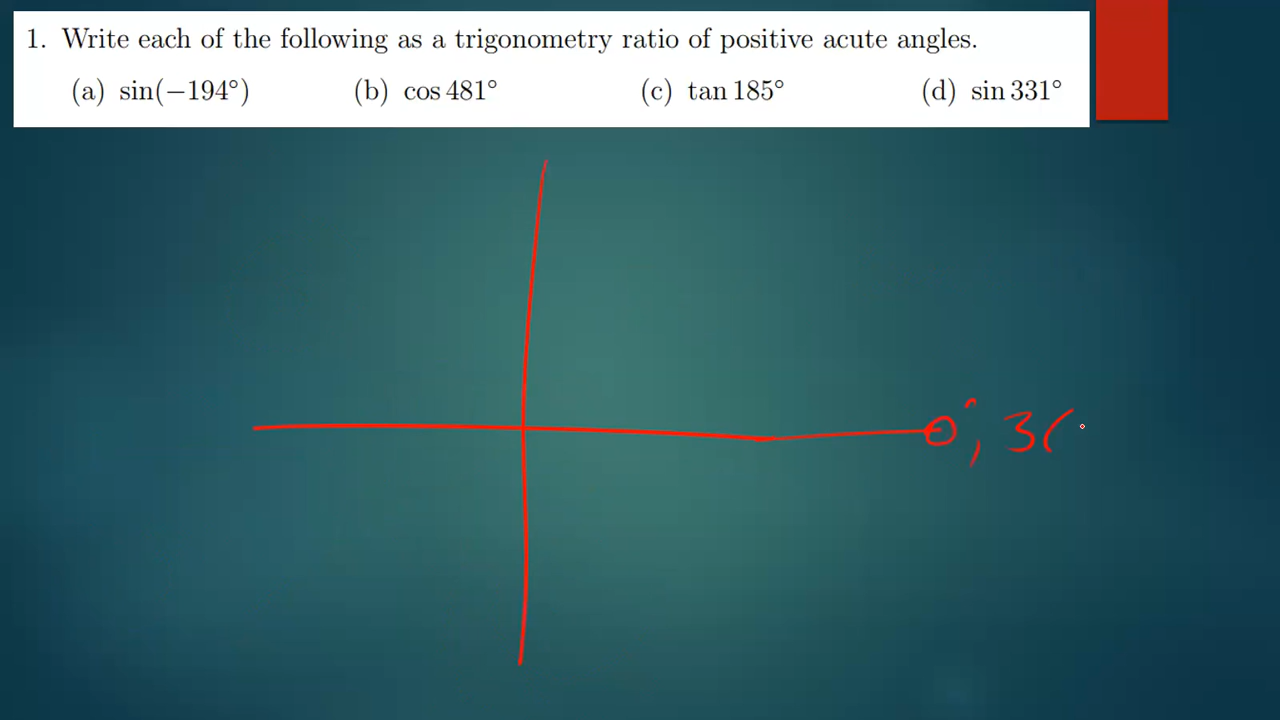 1. Write each of the following as a trigonometry ratio of positive acute angles.
(a) sin(−194°) (b) cos 481° (c) tan 185° (d) sin 331°
0°, 3